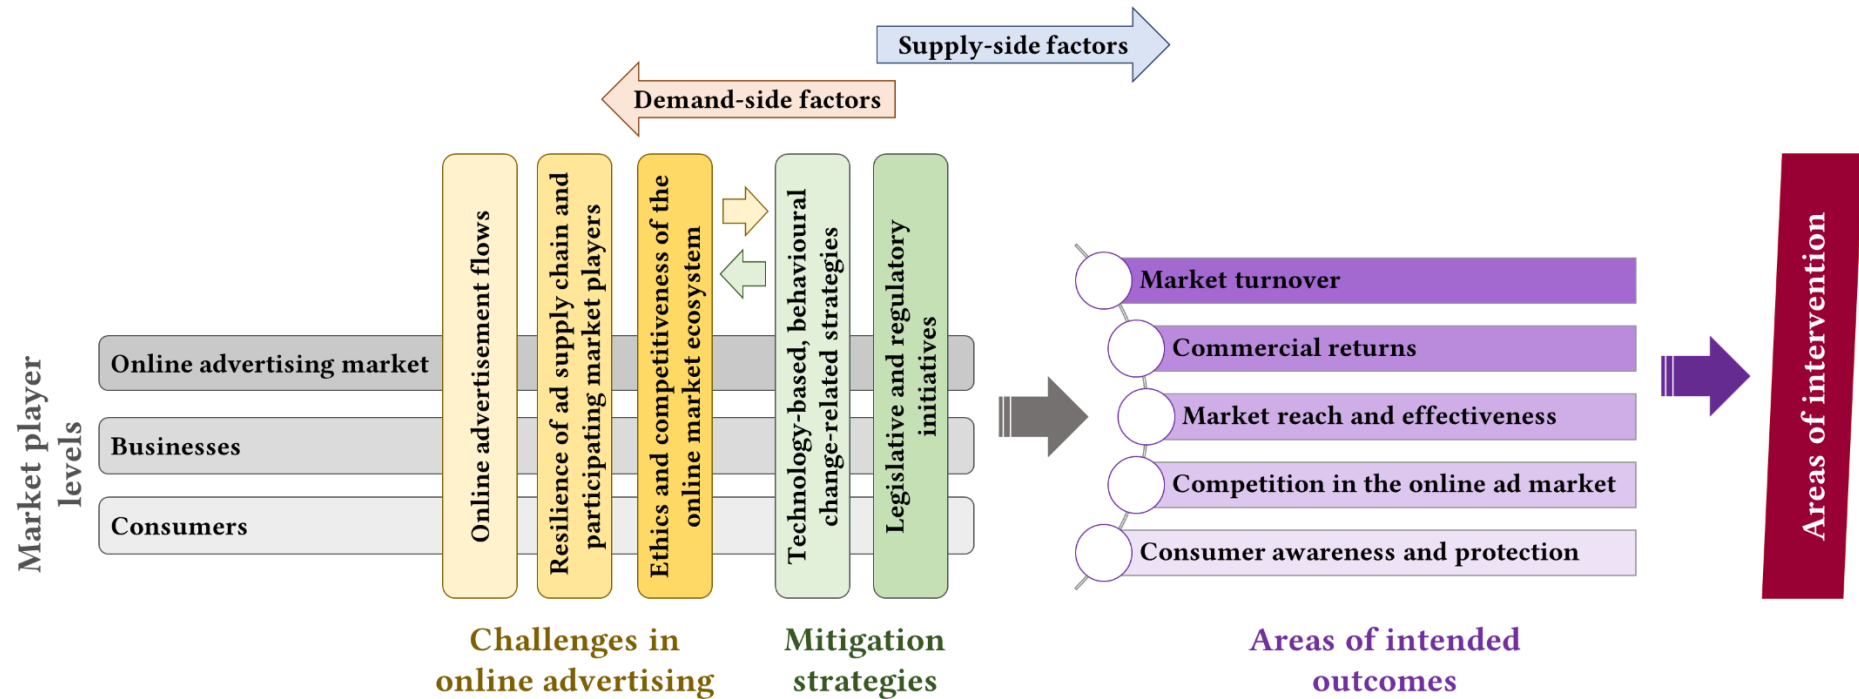 Supply-side factors
Demand-side factors
Market player
levels
Online advertising market
Businesses
Consumers
Online advertisement flows
Resilience of ad supply chain and
participating market players
Ethics and competitiveness of the
online market ecosystem
Technology-based, behavioural
change-related strategies
Legislative and regulatory
initiatives
Challenges in
online advertising
Mitigation
strategies
Market turnover
Commercial returns
Market reach and effectiveness
Competition in the online ad market
Consumer awareness and protection
Areas of intended
outcomes
Areas of intervention